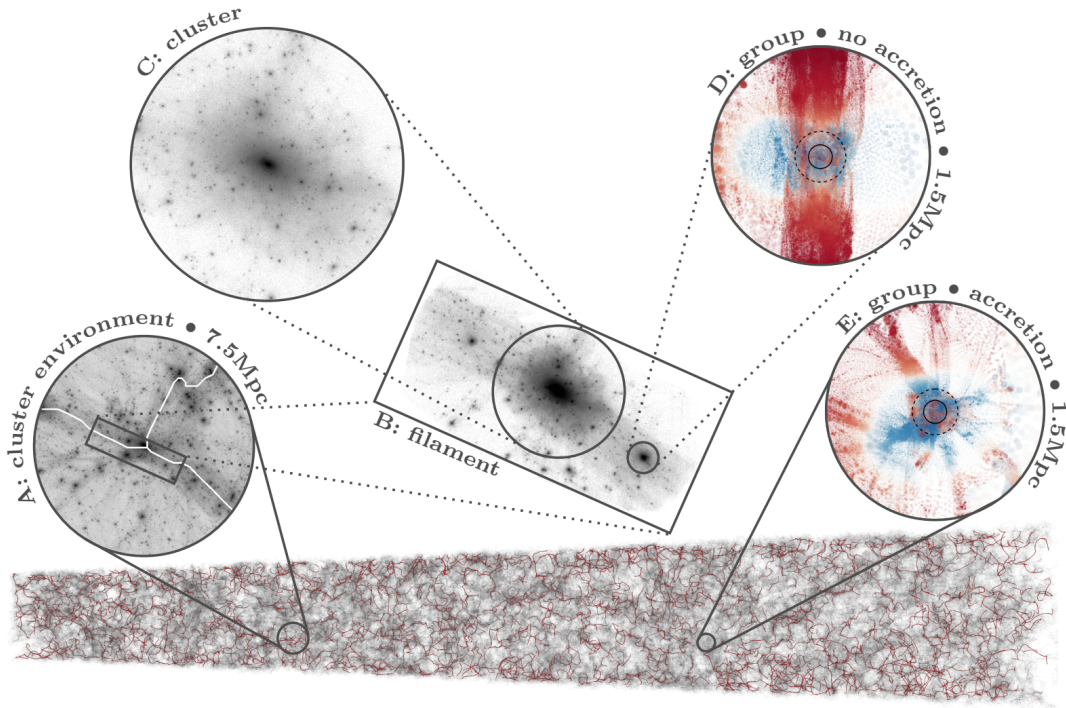 C: cluster
D: group • no accretion • 1.5Mpc
A: cluster environment • 7.5Mpc
B: filament
E: group • accretion • 1.5Mpc